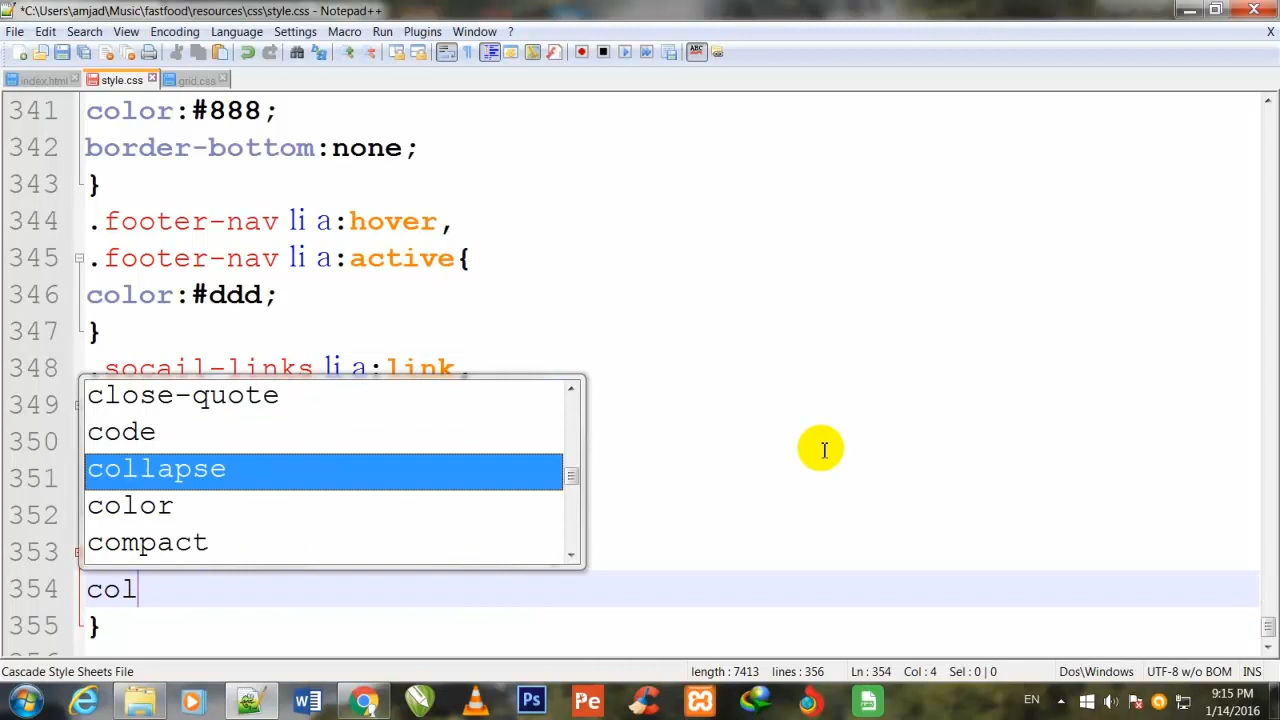 *C:\Users\amjad\Music\fastfood\resources\css\style.css - Notepad++
File Edit Search View Encoding Language Settings Macro Run Plugins Window ? X
index.html style.css grid.css
341 color:#888;
342 border-bottom:none;
343 }
344 .footer-nav li a:hover,
345 .footer-nav li a:active{
346 color:#ddd;
347 }
348 .socail-links li a:link,
349 close-quote
350 code
351 collapse
352 color
353 compact
354 col
355 }
356
Cascade Style Sheets File length : 7413 lines : 356 Ln : 354 Col : 4 Sel : 0 | 0 Dos\Windows UTF-8 w/o BOM INS
EN 9:15 PM
1/14/2016